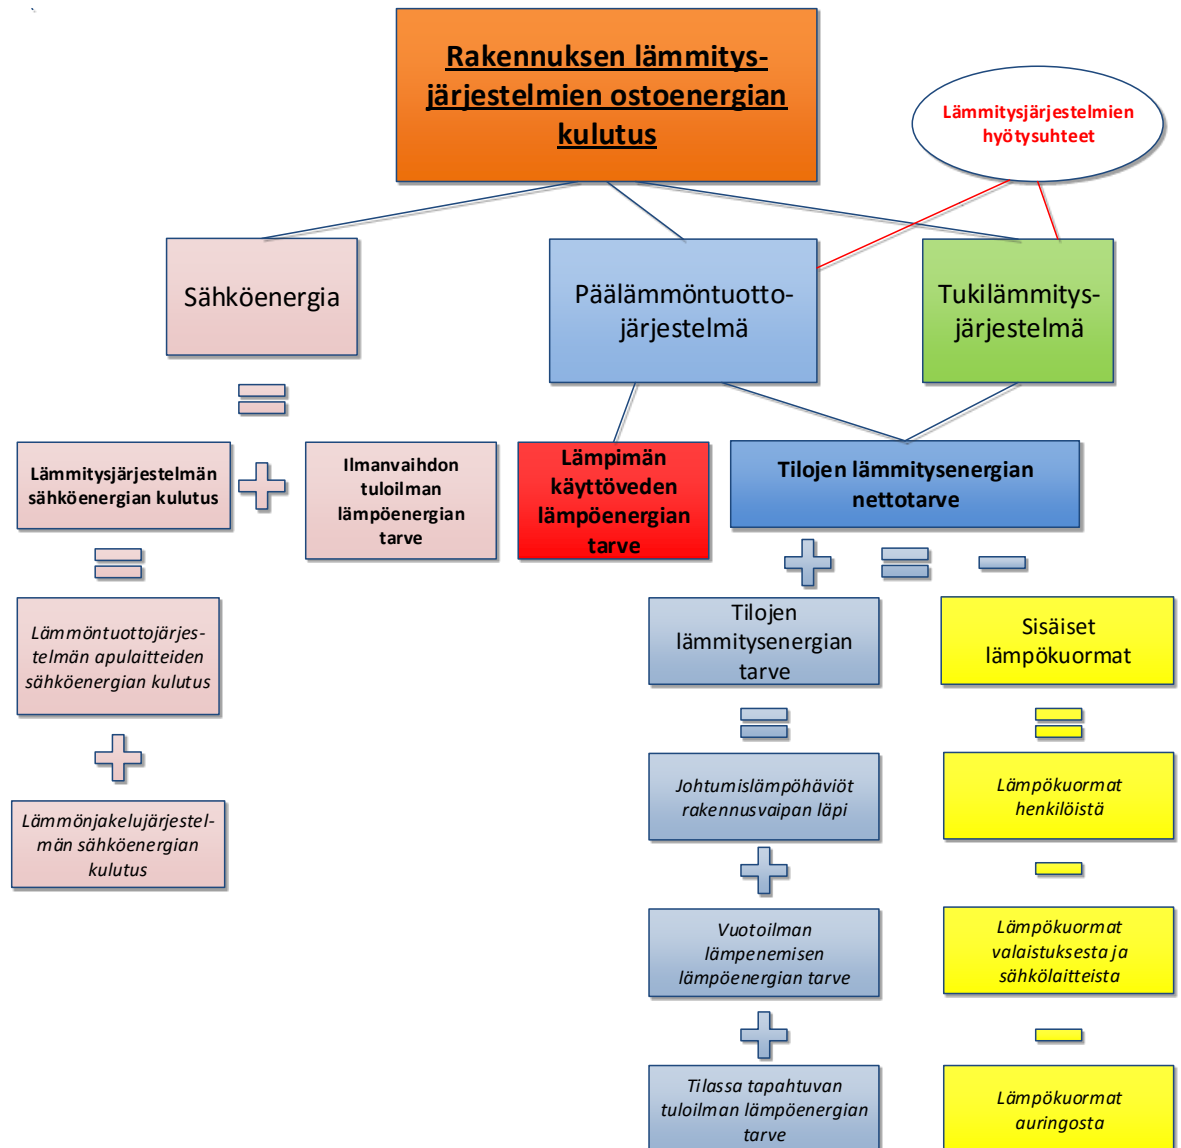 Rakennuksen lämmitys-
järjestelmien ostoenergian
kulutus
Lämmitysjärjestelmien
hyötysuhteet
Sähköenergia
Päälämmöntuotto-
järjestelmä
Tukilämmitys-
järjestelmä
Lämmitysjärjestelmän
sähköenergian kulutus
Ilmanvaihdon
tuloilman
lämpöenergian
tarve
Lämpimän
käyttöveden
lämpöenergian
tarve
Tilojen lämmitysenergian
nettotarve
Lämmöntuottojärjes-
telmän apulaitteiden
sähköenergian kulutus
Tilojen
lämmitysenergian
tarve
Sisäiset
lämpökuormat
Lämmönjakelujärjestel-
män sähköenergian
kulutus
Johtumislämpöhäviöt
rakennusvaipan läpi
Lämpökuormat
henkilöistä
Vuotoilman
lämpenemisen
lämpöenergian tarve
Lämpökuormat
valaistuksesta ja
sähkölaitteista
Tilassa tapahtuvan
tuloilman lämpöenergian
tarve
Lämpökuormat
auringosta